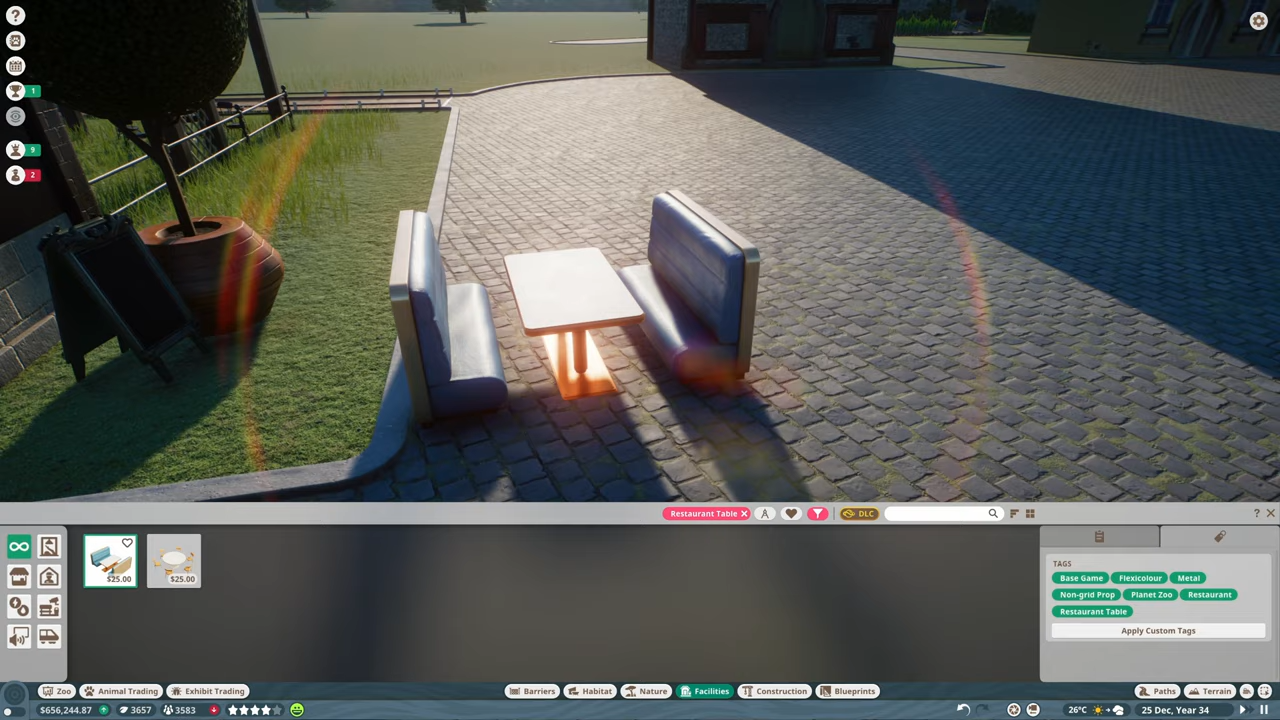 ?
1
9
2
Restaurant Table ×
DLC
? ×
$25.00
$25.00
TAGS
Base Game
Flexicolour
Metal
Non-grid Prop
Planet Zoo
Restaurant
Restaurant Table
Apply Custom Tags
Zoo
Animal Trading
Exhibit Trading
Barriers
Habitat
Nature
Facilities
Construction
Blueprints
Paths
Terrain
$656,244.87
3657
3583
26°C
25 Dec, Year 34